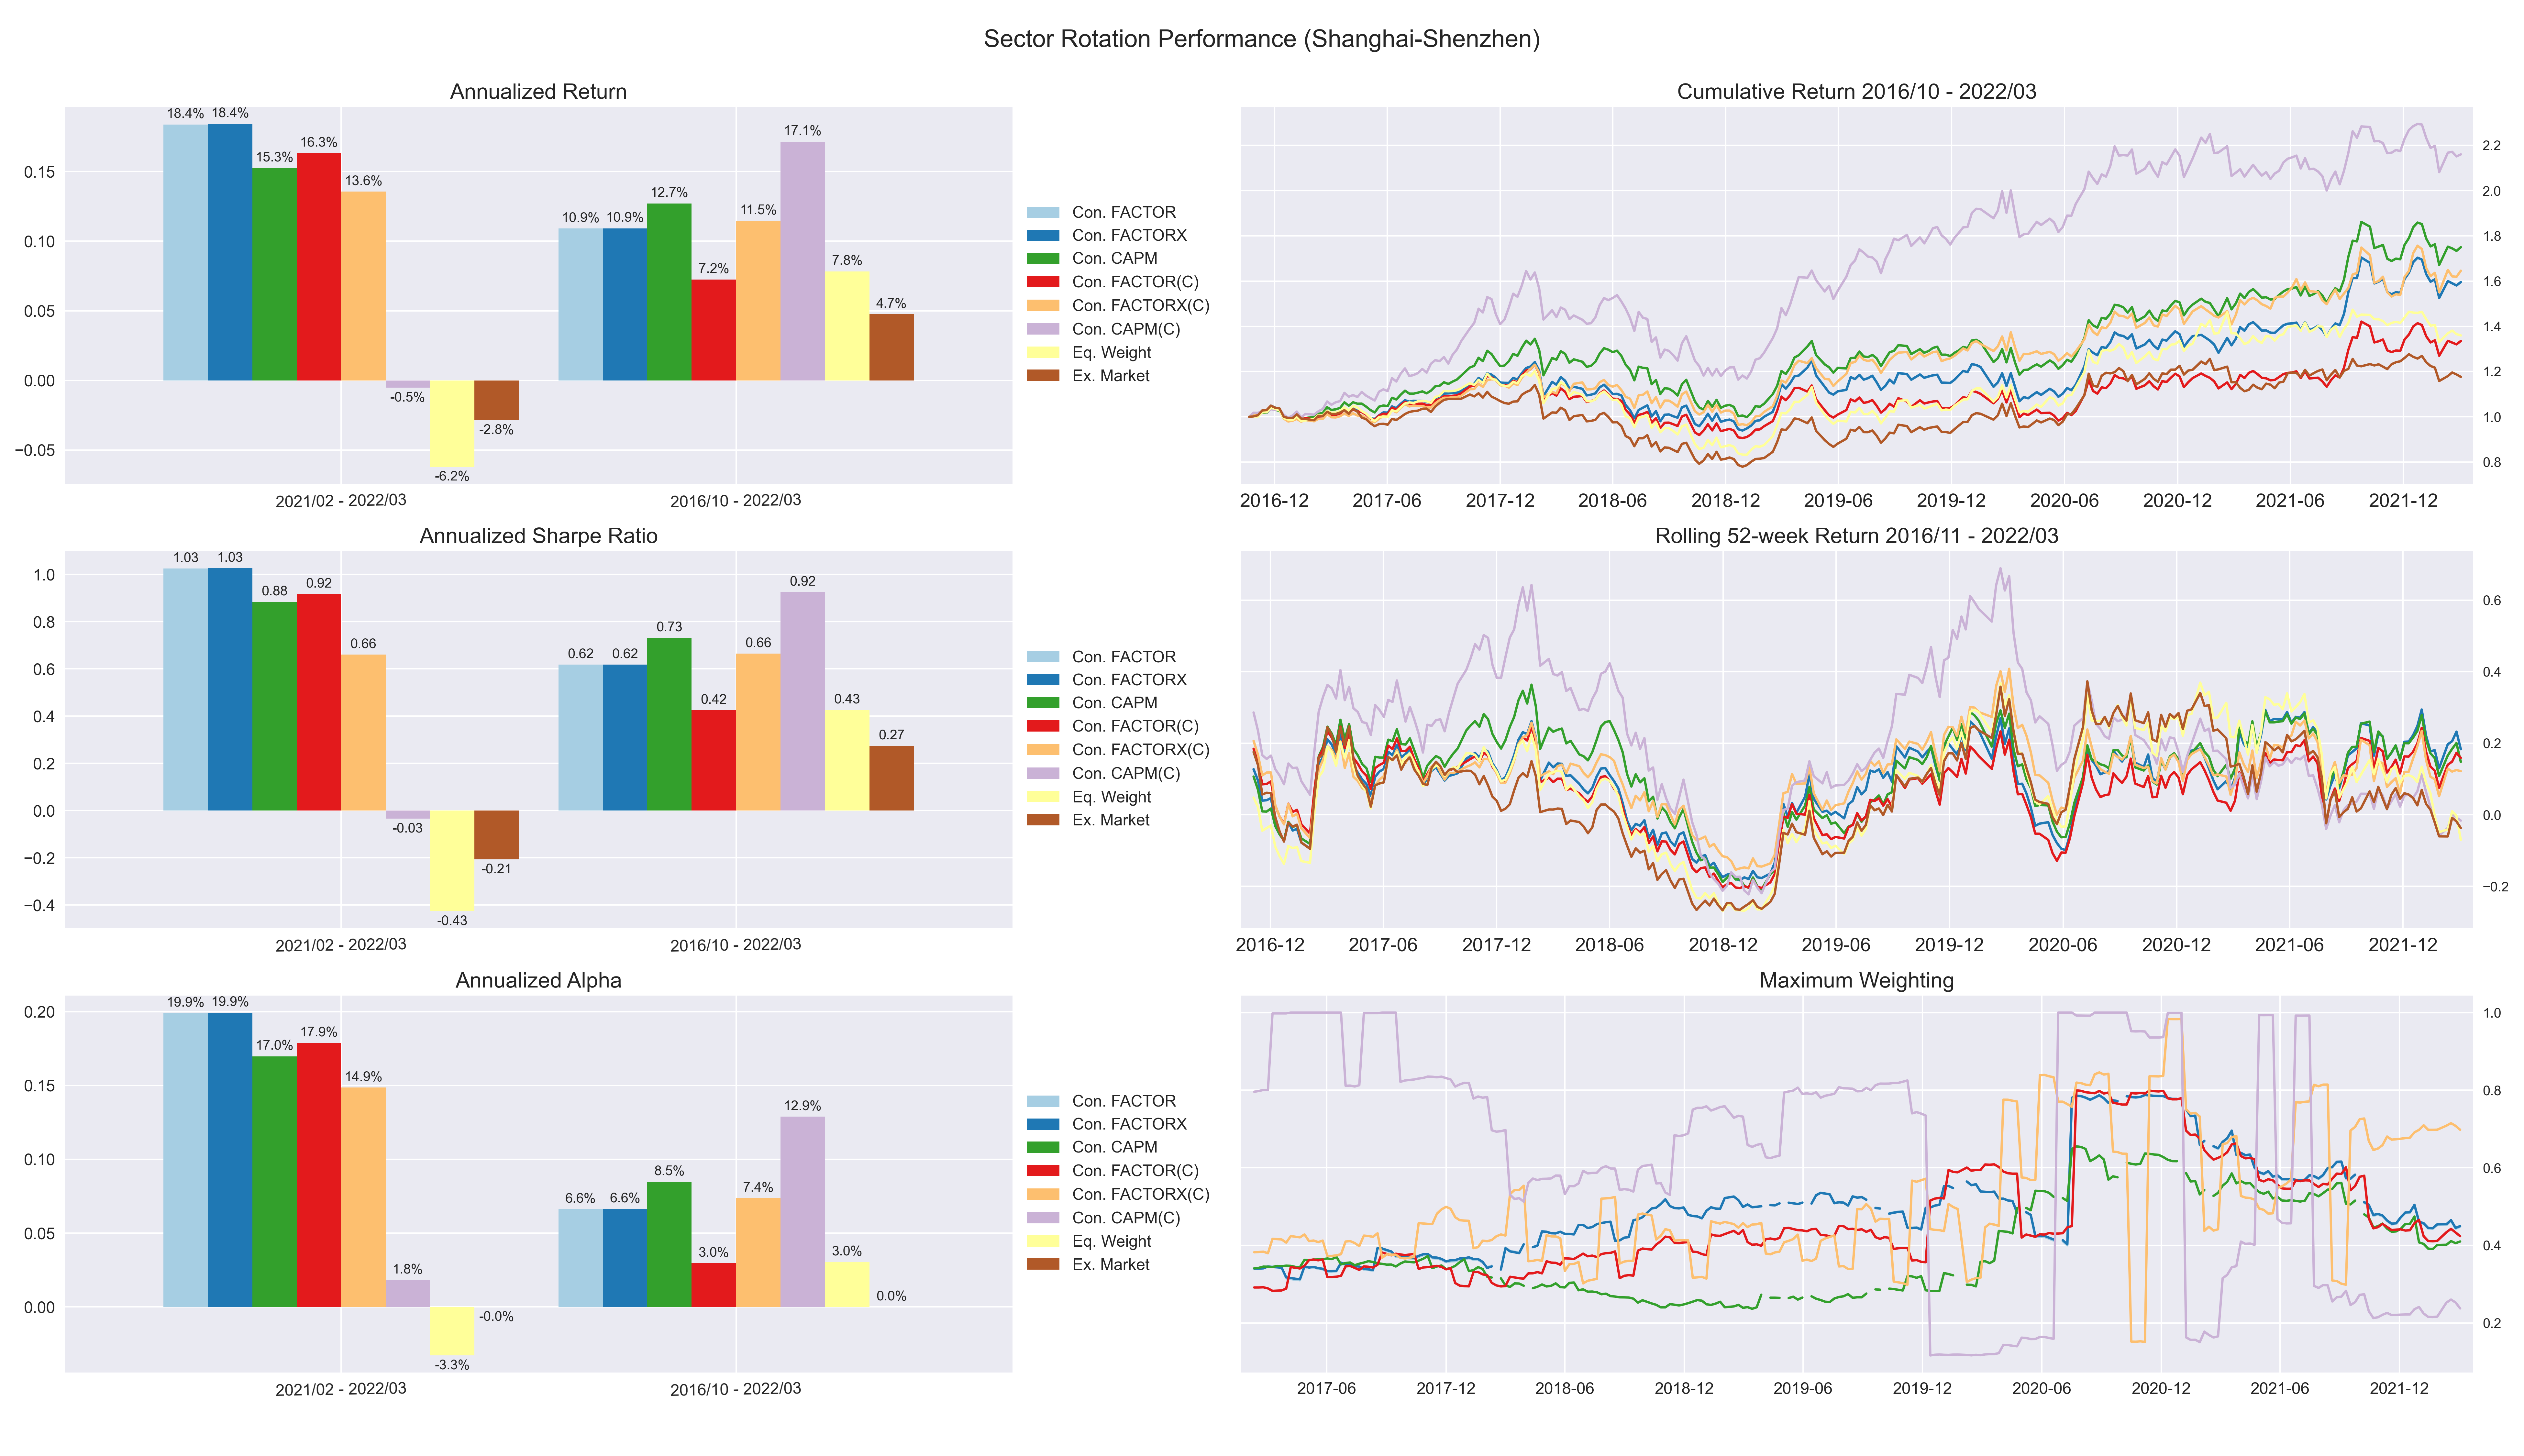 Sector Rotation Performance (Shanghai-Shenzhen)
Annualized Return
18.4% 18.4% 15.3% 16.3% 13.6% -0.5% -6.2% -2.8% 10.9% 10.9% 12.7% 7.2% 11.5% 17.1% 7.8% 4.7%
0.15
0.10
0.05
0.00
−0.05
2021/02 - 2022/03 2016/10 - 2022/03
Con. FACTOR
Con. FACTORX
Con. CAPM
Con. FACTOR(C)
Con. FACTORX(C)
Con. CAPM(C)
Eq. Weight
Ex. Market
Cumulative Return 2016/10 - 2022/03
2.2
2.0
1.8
1.6
1.4
1.2
1.0
0.8
2016-12 2017-06 2017-12 2018-06 2018-12 2019-06 2019-12 2020-06 2020-12 2021-06 2021-12
Annualized Sharpe Ratio
1.03 1.03 0.88 0.92 0.66 -0.03 -0.43 -0.21 0.62 0.62 0.73 0.42 0.66 0.92 0.43 0.27
1.0
0.8
0.6
0.4
0.2
0.0
−0.2
−0.4
2021/02 - 2022/03 2016/10 - 2022/03
Con. FACTOR
Con. FACTORX
Con. CAPM
Con. FACTOR(C)
Con. FACTORX(C)
Con. CAPM(C)
Eq. Weight
Ex. Market
Rolling 52-week Return 2016/11 - 2022/03
0.6
0.4
0.2
0.0
−0.2
2016-12 2017-06 2017-12 2018-06 2018-12 2019-06 2019-12 2020-06 2020-12 2021-06 2021-12
Annualized Alpha
19.9% 19.9% 17.0% 17.9% 14.9% 1.8% -3.3% -0.0% 6.6% 6.6% 8.5% 3.0% 7.4% 12.9% 3.0% 0.0%
0.20
0.15
0.10
0.05
0.00
2021/02 - 2022/03 2016/10 - 2022/03
Con. FACTOR
Con. FACTORX
Con. CAPM
Con. FACTOR(C)
Con. FACTORX(C)
Con. CAPM(C)
Eq. Weight
Ex. Market
Maximum Weighting
1.0
0.8
0.6
0.4
0.2
2017-06 2017-12 2018-06 2018-12 2019-06 2019-12 2020-06 2020-12 2021-06 2021-12